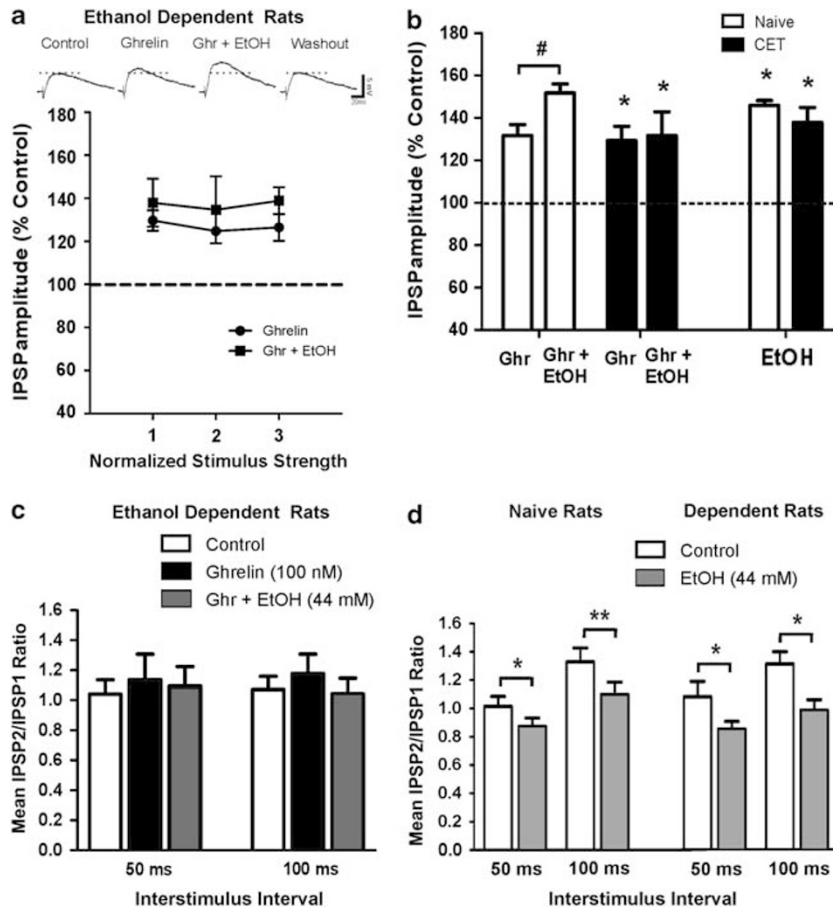 a
Ethanol Dependent Rats
Control Ghrelin Ghr + EtOH Washout
5 mV
20ms
IPSP amplitude (% Control)
180
160
140
120
100
80
60
40
Ghrelin
Ghr + EtOH
1 2 3
Normalized Stimulus Strength
b
Naive
CET
IPSP amplitude (% Control)
180
160
140
120
100
80
60
40
#
* *
* *
Ghr Ghr + EtOH Ghr Ghr + EtOH EtOH
c
Ethanol Dependent Rats
Control
Ghrelin (100 nM)
Ghr + EtOH (44 mM)
Mean IPSP2/IPSP1 Ratio
1.6
1.4
1.2
1.0
0.8
0.6
0.4
0.2
0.0
50 ms 100 ms
Interstimulus Interval
d
Naive Rats Dependent Rats
Control
EtOH (44 mM)
Mean IPSP2/IPSP1 Ratio
1.6
1.4
1.2
1.0
0.8
0.6
0.4
0.2
0.0
* ** * *
50 ms 100 ms 50 ms 100 ms
Interstimulus Interval